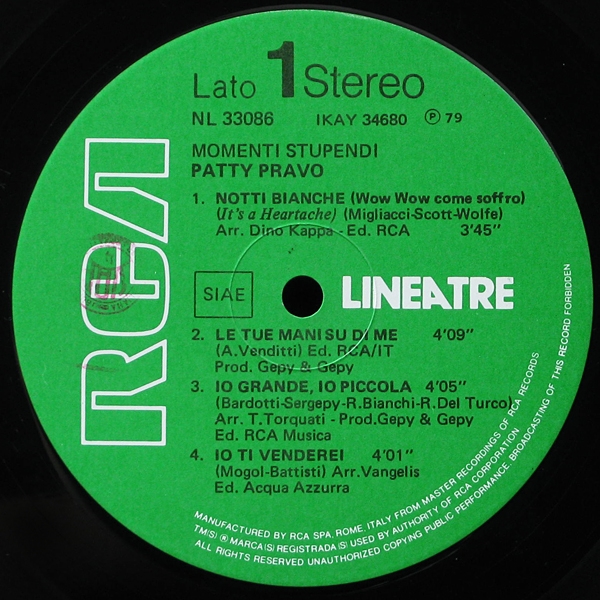 Lato 1 Stereo
NL 33086 IKAY 34680 Ⓟ 79
MOMENTI STUPENDI
PATTY PRAVO
1. NOTTI BIANCHE (Wow Wow come soffro)
(It's a Heartache) (Migliacci-Scott-Wolfe)
Arr. Dino Kappa - Ed. RCA 3'45"
RCA
SIAE
LINEATRE
2. LE TUE MANI SU DI ME 4'09"
(A.Venditti) Ed. RCA/IT
Prod. Gepy & Gepy
3. IO GRANDE, IO PICCOLA 4'05"
(Bardotti-Sergepy-R.Bianchi-R.Del Turco)
Arr. T.Torquati - Prod.Gepy & Gepy
Ed. RCA Musica
4. IO TI VENDEREI 4'01"
(Mogol-Battisti) Arr.Vangelis
Ed. Acqua Azzurra
MANUFACTURED BY RCA SPA, ROME, ITALY FROM MASTER RECORDINGS OF RCA RECORDS
TM(S) ® MARCA(S) REGISTRADA(S) USED BY AUTHORITY OF RCA CORPORATION
ALL RIGHTS RESERVED UNAUTHORIZED COPYING PUBLIC PERFORMANCE, BROADCASTING OF THIS RECORD FORBIDDEN